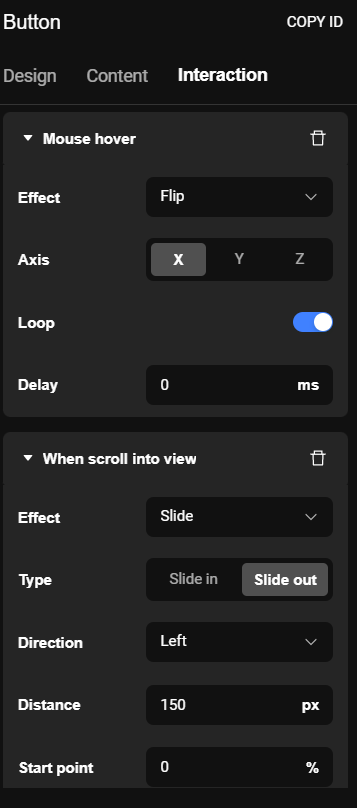 Button COPY ID
Design Content Interaction
Mouse hover
Effect Flip
Axis X Y Z
Loop
Delay 0 ms
When scroll into view
Effect Slide
Type Slide in Slide out
Direction Left
Distance 150 px
Start point 0 %